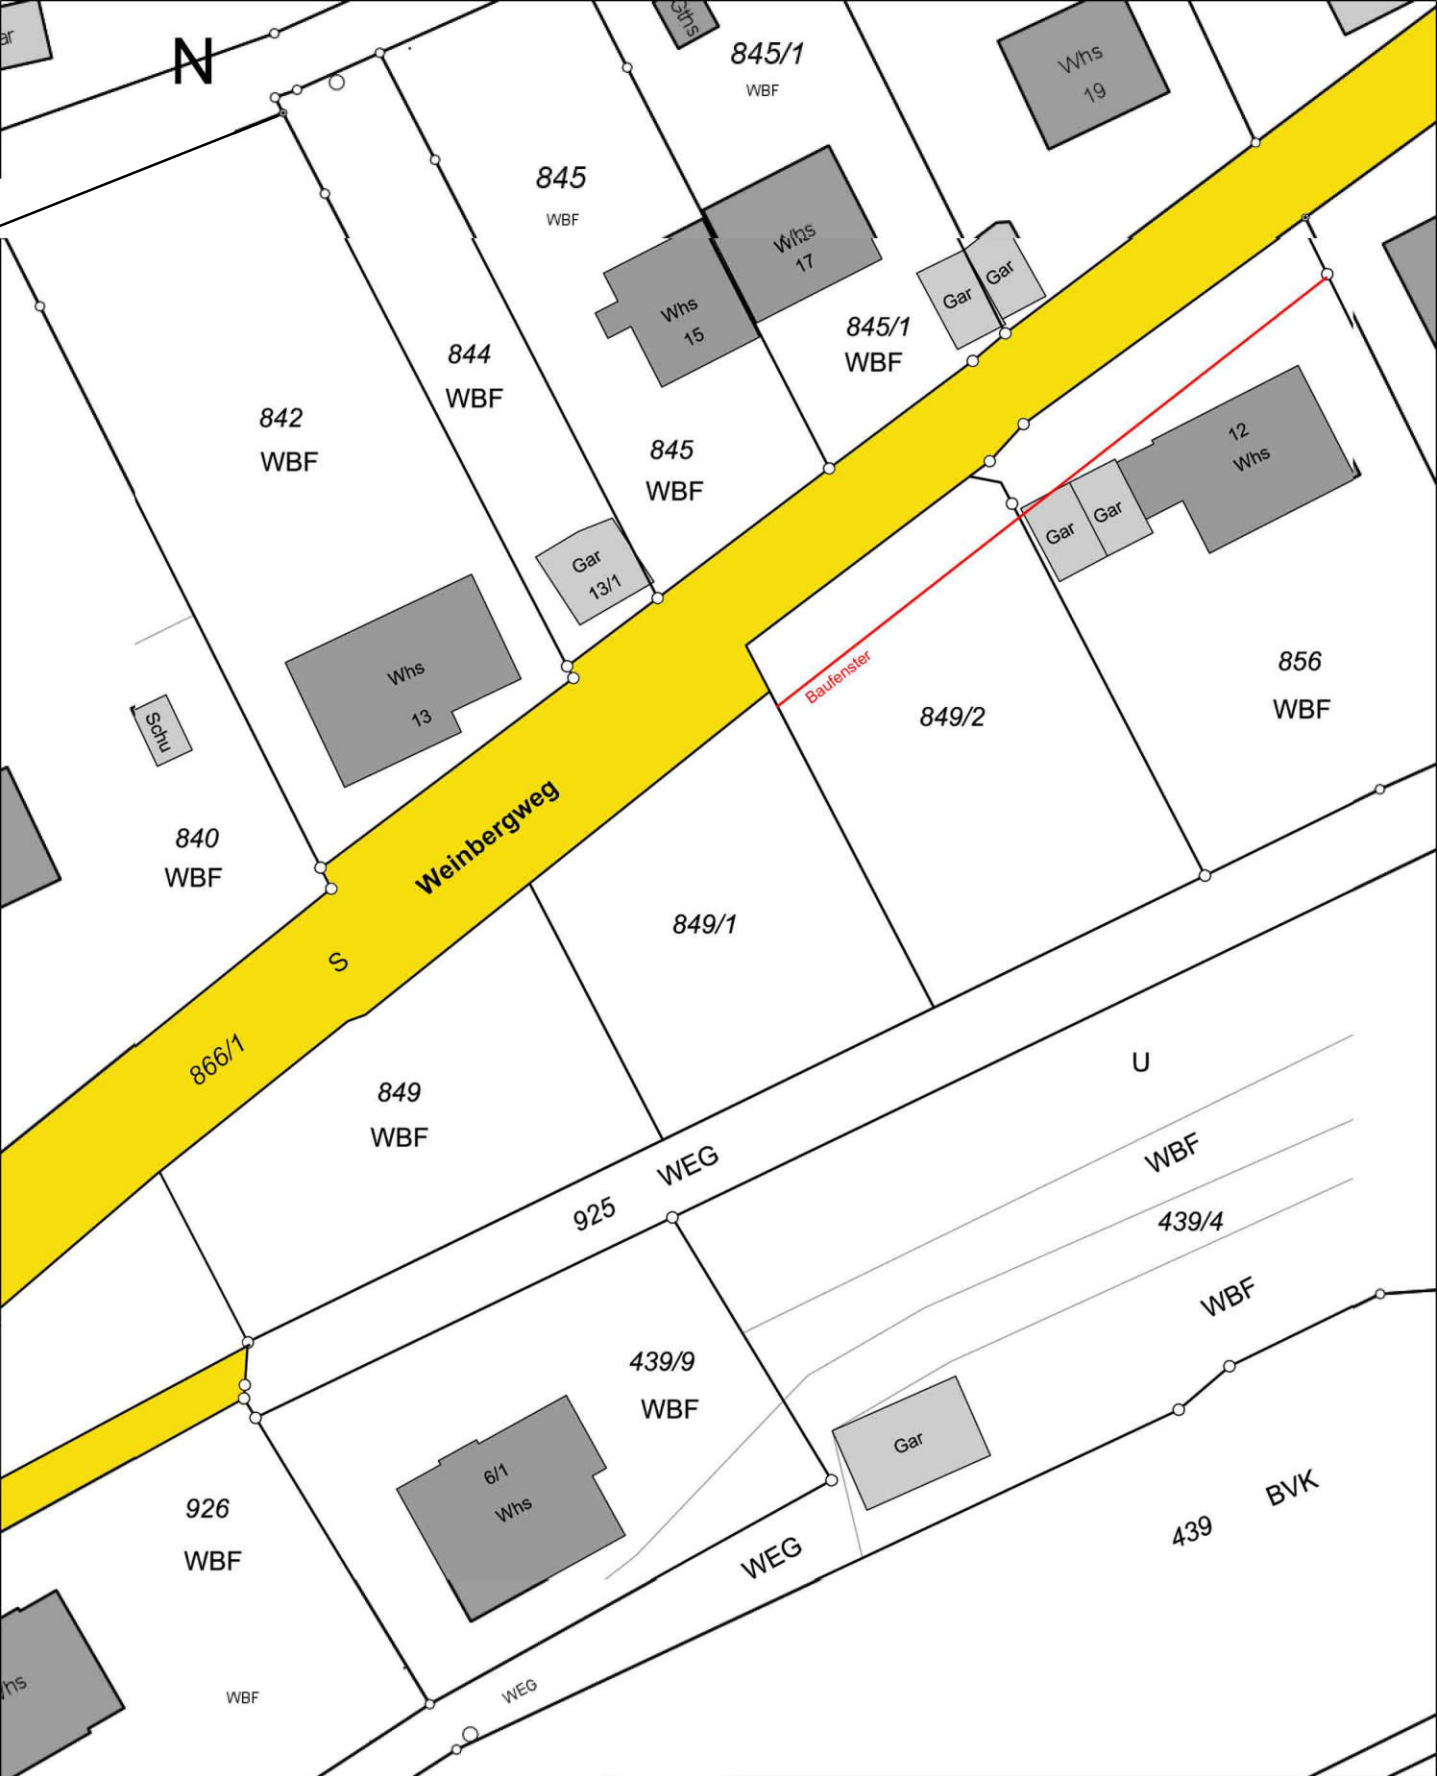 N
Gths
845/1
WBF
Whs
19
845
WBF
Whs
17
Gar
Gar
Whs
15
845/1
WBF
844
WBF
842
WBF
845
WBF
12
Whs
Gar
Gar
Gar
13/1
Whs
13
Schu
Baufenster
849/2
856
WBF
Weinbergweg
840
WBF
849/1
S
866/1
849
WBF
U
WEG
925
WBF
439/4
WBF
439/9
WBF
Gar
6/1
Whs
926
WBF
BVK
439
WEG
WBF
WEG